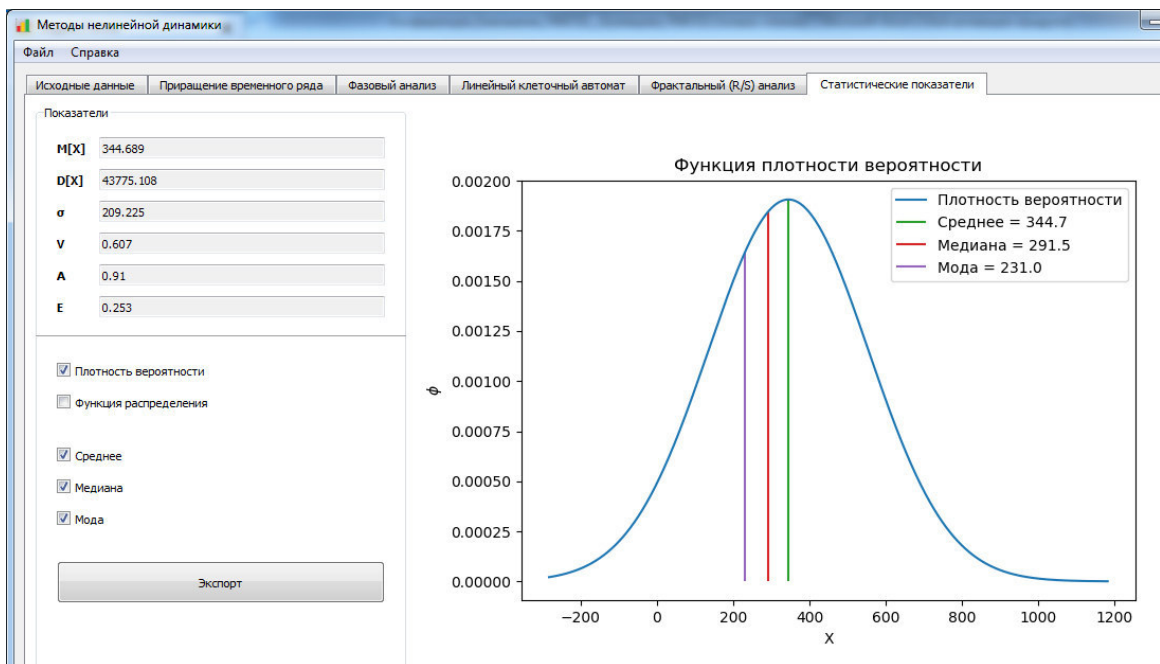 Методы нелинейной динамики
Файл Справка
Исходные данные Приращение временного ряда Фазовый анализ Линейный клеточный автомат Фрактальный (R/S) анализ Статистические показатели
Показатели
M[X] 344.689
D[X] 43775.108
σ 209.225
V 0.607
A 0.91
E 0.253
Плотность вероятности
Функция распределения
Среднее
Медиана
Мода
Экспорт
Функция плотности вероятности
0.00200
0.00175
0.00150
0.00125
0.00100
0.00075
0.00050
0.00025
0.00000
ϕ
Плотность вероятности
Среднее = 344.7
Медиана = 291.5
Мода = 231.0
−200 0 200 400 600 800 1000 1200
X